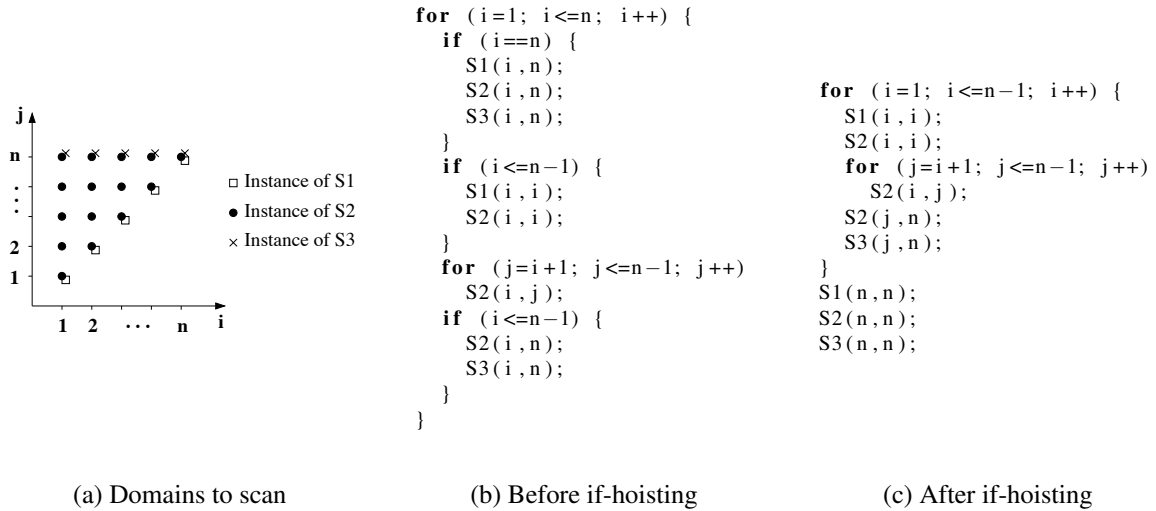 j
n
⋮
2
1
1 2 ... n i
Instance of S1
Instance of S2
Instance of S3
(a) Domains to scan
for (i=1; i<=n; i++) {
if (i==n) {
S1(i,n);
S2(i,n);
S3(i,n);
}
if (i<=n-1) {
S1(i,i);
S2(i,i);
}
for (j=i+1; j<=n-1; j++)
S2(i,j);
if (i<=n-1) {
S2(i,n);
S3(i,n);
}
}
(b) Before if-hoisting
for (i=1; i<=n-1; i++) {
S1(i,i);
S2(i,i);
for (j=i+1; j<=n-1; j++)
S2(i,j);
S2(j,n);
S3(j,n);
}
S1(n,n);
S2(n,n);
S3(n,n);
(c) After if-hoisting